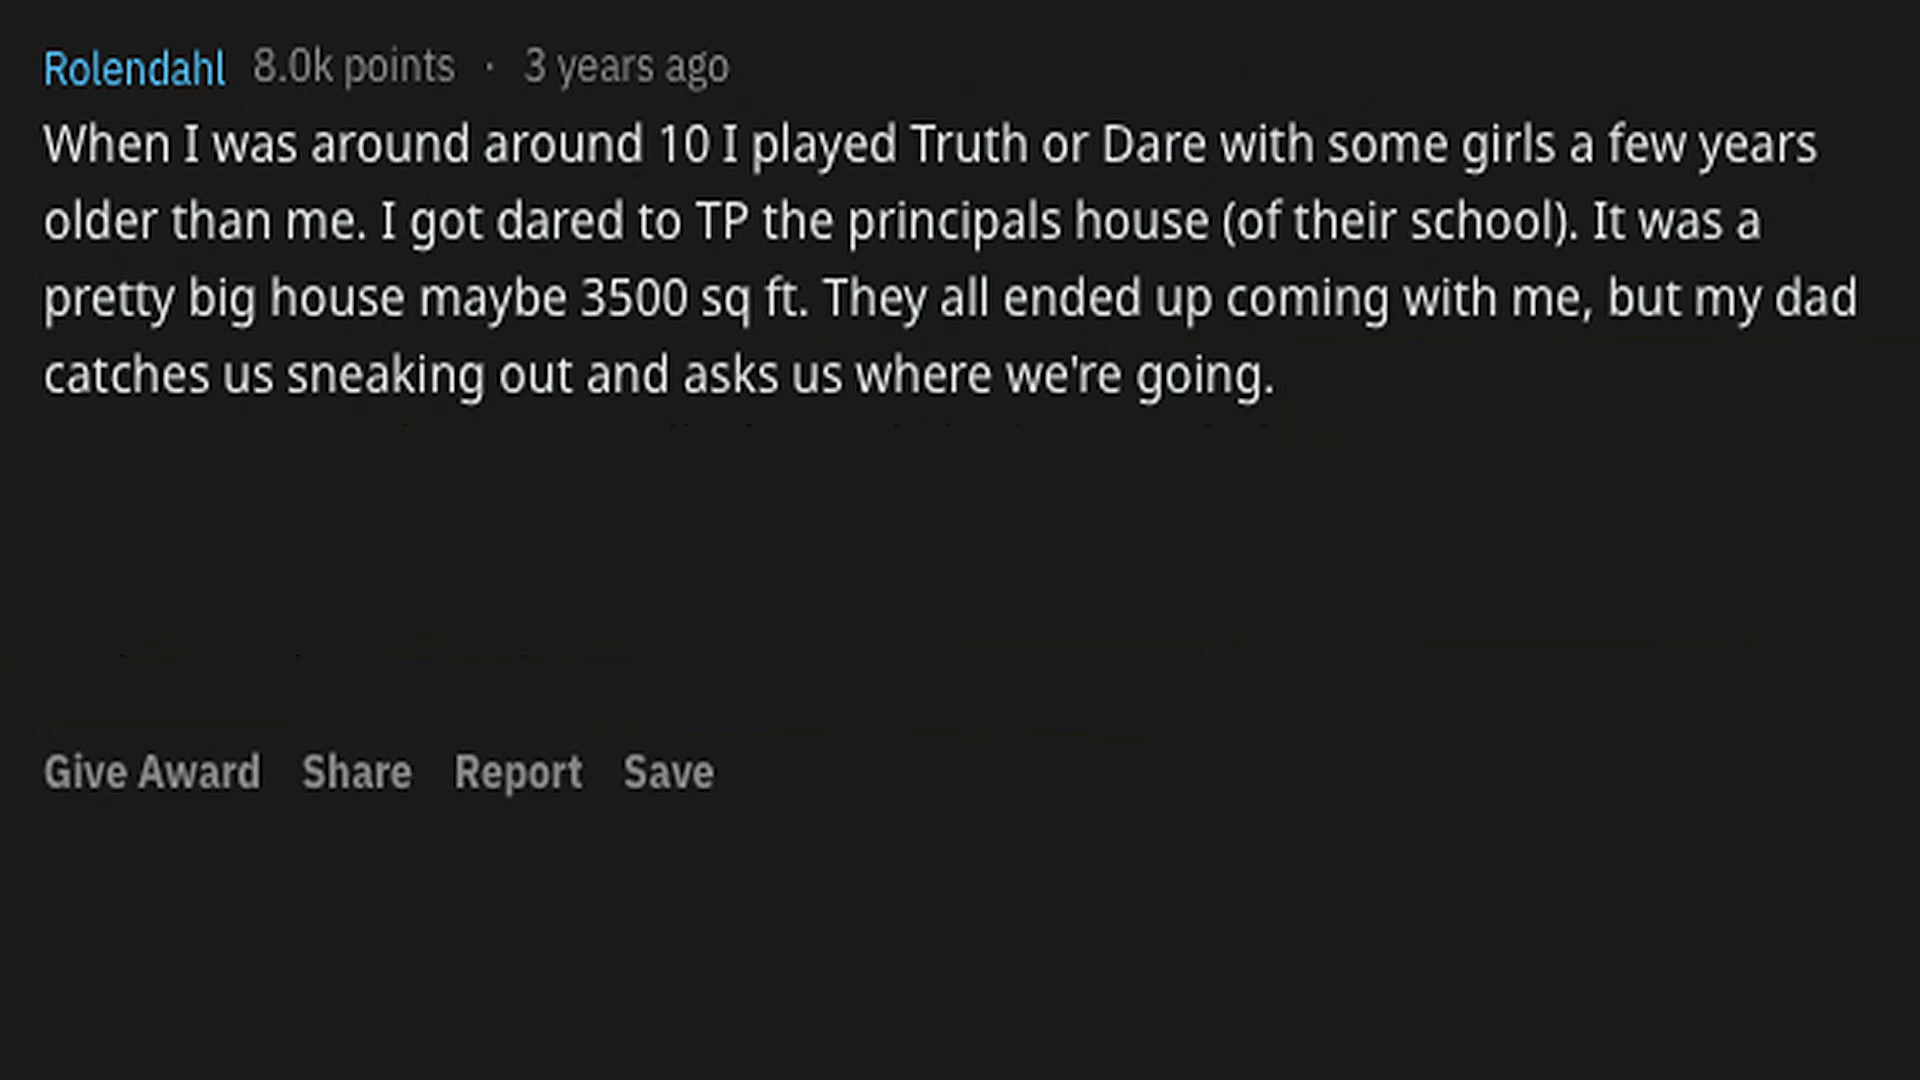 Rolendahl 8.0k points · 3 years ago
When I was around around 10 I played Truth or Dare with some girls a few years
older than me. I got dared to TP the principals house (of their school). It was a
pretty big house maybe 3500 sq ft. They all ended up coming with me, but my dad
catches us sneaking out and asks us where we're going.
Give Award Share Report Save